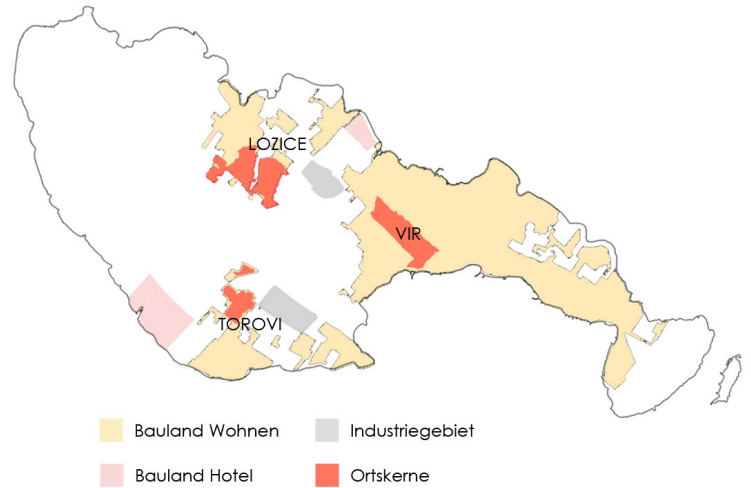 LOZICE
VIR
TOROVI
Bauland Wohnen
Industriegebiet
Bauland Hotel
Ortskerne